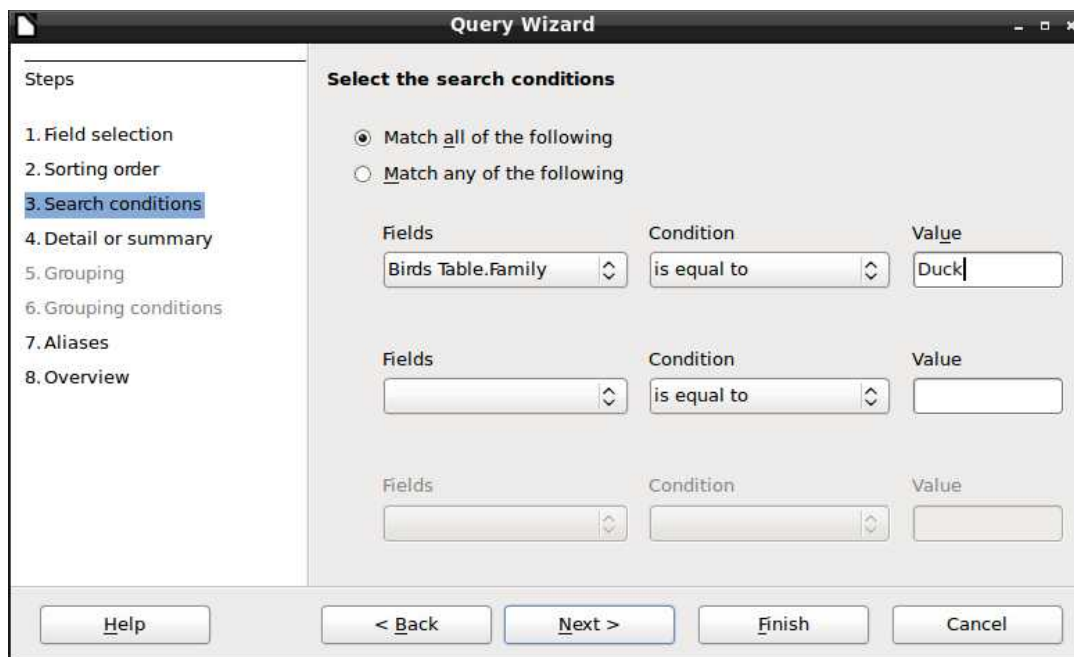 Query Wizard
Steps
1. Field selection
2. Sorting order
3. Search conditions
4. Detail or summary
5. Grouping
6. Grouping conditions
7. Aliases
8. Overview
Select the search conditions
Match all of the following
Match any of the following
Fields Condition Value
Birds Table.Family is equal to Duck
Fields Condition Value
is equal to
Fields Condition Value
Help < Back Next > Finish Cancel